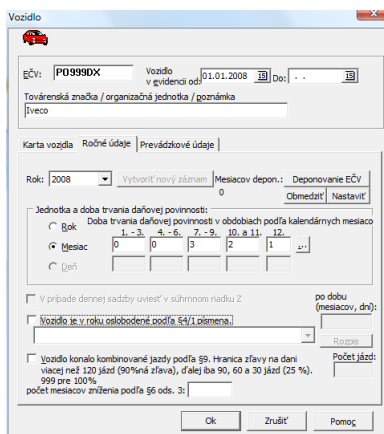 Vozidlo
EČV: PO999DX Vozidlo v evidencii od: 01.01.2008 15 Do: . . 15
Továrenská značka / organizačná jednotka / poznámka
Iveco
Karta vozidla Ročné údaje Prevádzkové údaje
Rok: 2008 Vytvoriť nový záznam Mesiacov depon.: 0 Deponovanie EČV
Obmedziť Nastaviť
Jednotka a doba trvania daňovej povinnosti:
Rok Doba trvania daňovej povinnosti v obdobiach podľa kalendárnych mesiaco
1. - 3. 4. - 6. 7. - 9. 10. a 11. 12.
Mesiac 0 0 3 2 1 ...
Deň
V prípade dennej sadzby uviesť v súhrnnom riadku Z
po dobu (mesiacov, dní):
Vozidlo je v roku oslobodené podľa §4/1 písmena.
Rozpis
Vozidlo konalo kombinované jazdy podľa §9. Hranica zľavy na dani
viacej než 120 jázd (90%ná zľava), ďalej iba 90, 60 a 30 jázd (25 %).
999 pre 100%
Počet jázd:
počet mesiacov zníženia podľa §6 ods. 3:
Ok Zrušiť Pomoc